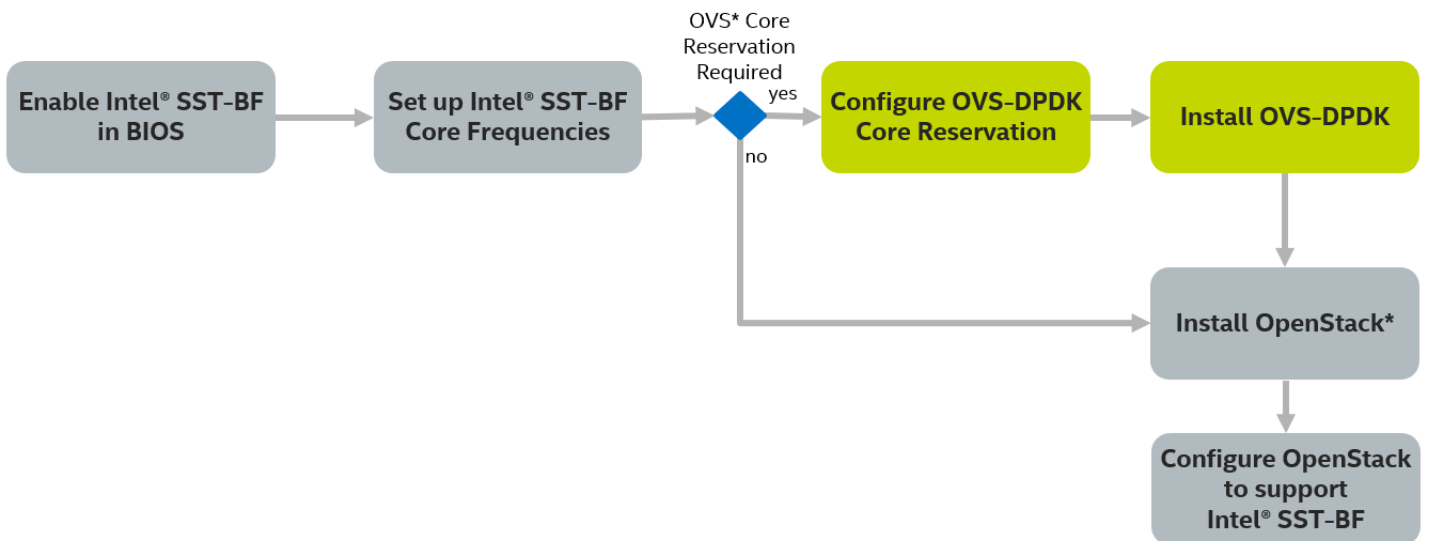 Enable Intel® SST-BF
in BIOS
Set up Intel® SST-BF
Core Frequencies
OVS* Core
Reservation
Required
yes
no
Configure OVS-DPDK
Core Reservation
Install OVS-DPDK
Install OpenStack*
Configure OpenStack
to support
Intel® SST-BF